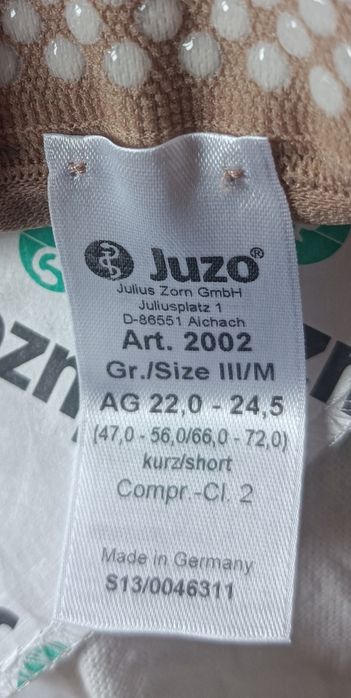 Juzo®
Julius Zorn GmbH
Juliusplatz 1
D-86551 Aichach
Art. 2002
Gr./Size III/M
AG 22,0 - 24,5
(47,0 - 56,0/66,0 - 72,0)
kurz/short
Compr.-Cl. 2
Made in Germany
S13/0046311